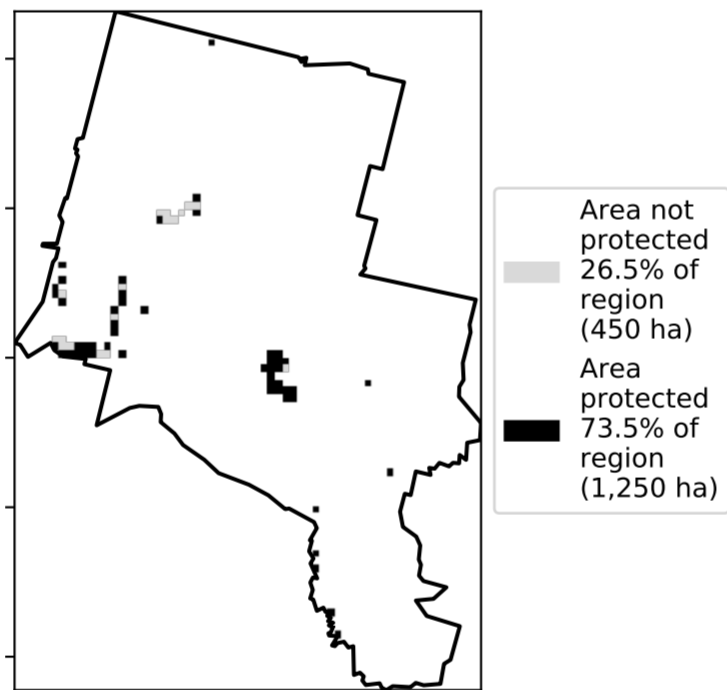 Area not
protected
26.5% of
region
(450 ha)
Area
protected
73.5% of
region
(1,250 ha)